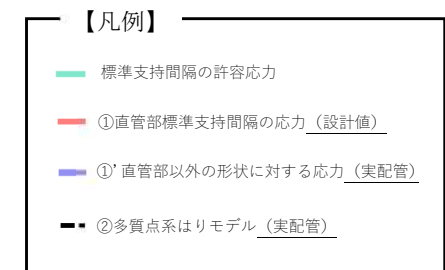 【凡例】
標準支持間隔の許容応力
①直管部標準支持間隔の応力（設計値）
①’直管部以外の形状に対する応力（実配管）
②多質点系はりモデル（実配管）